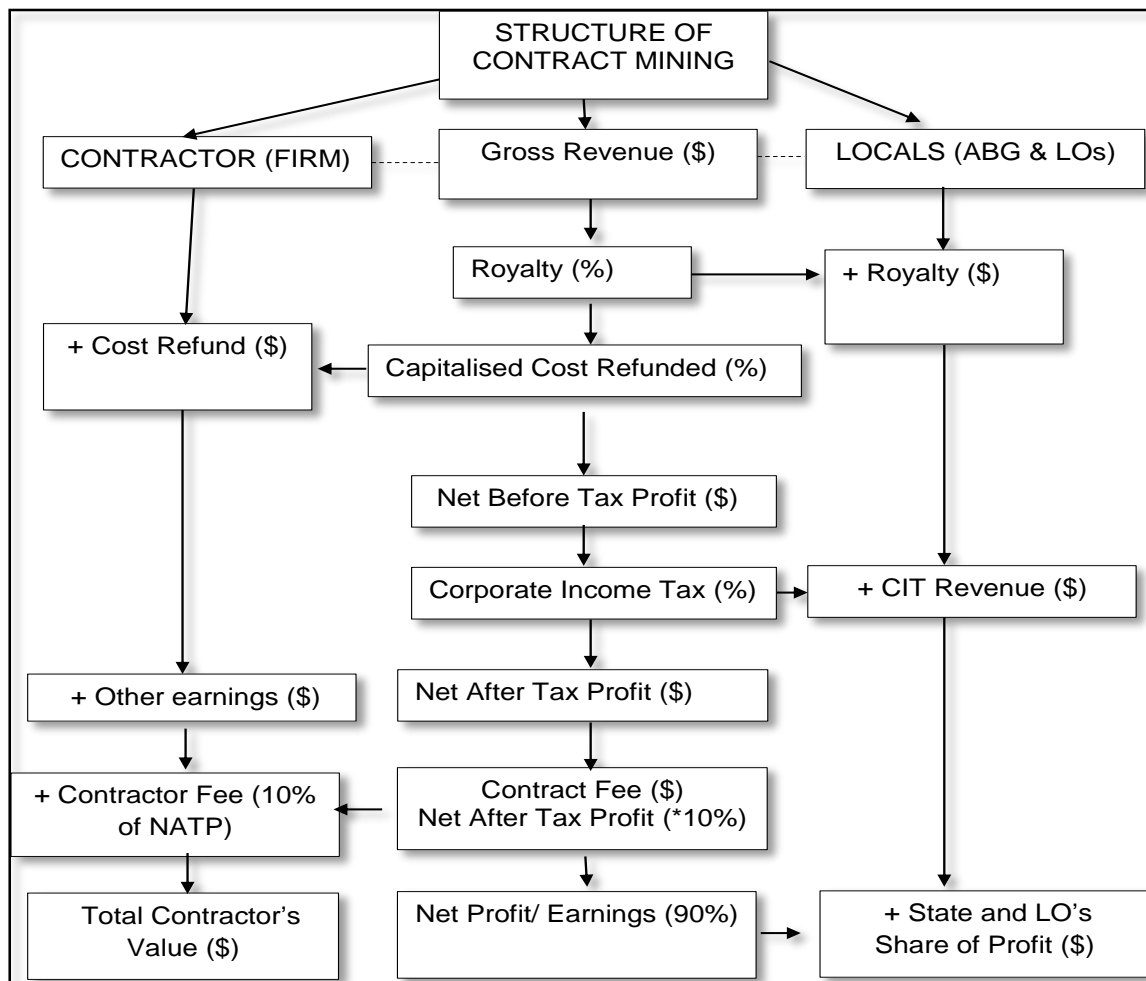 STRUCTURE OF
CONTRACT MINING
CONTRACTOR (FIRM)
Gross Revenue ($)
LOCALS (ABG & LOs)
Royalty (%)
+ Royalty ($)
+ Cost Refund ($)
Capitalised Cost Refunded (%)
Net Before Tax Profit ($)
Corporate Income Tax (%)
+ CIT Revenue ($)
+ Other earnings ($)
Net After Tax Profit ($)
+ Contractor Fee (10%
of NATP)
Contract Fee ($)
Net After Tax Profit (*10%)
Total Contractor's
Value ($)
Net Profit/ Earnings (90%)
+ State and LO's
Share of Profit ($)